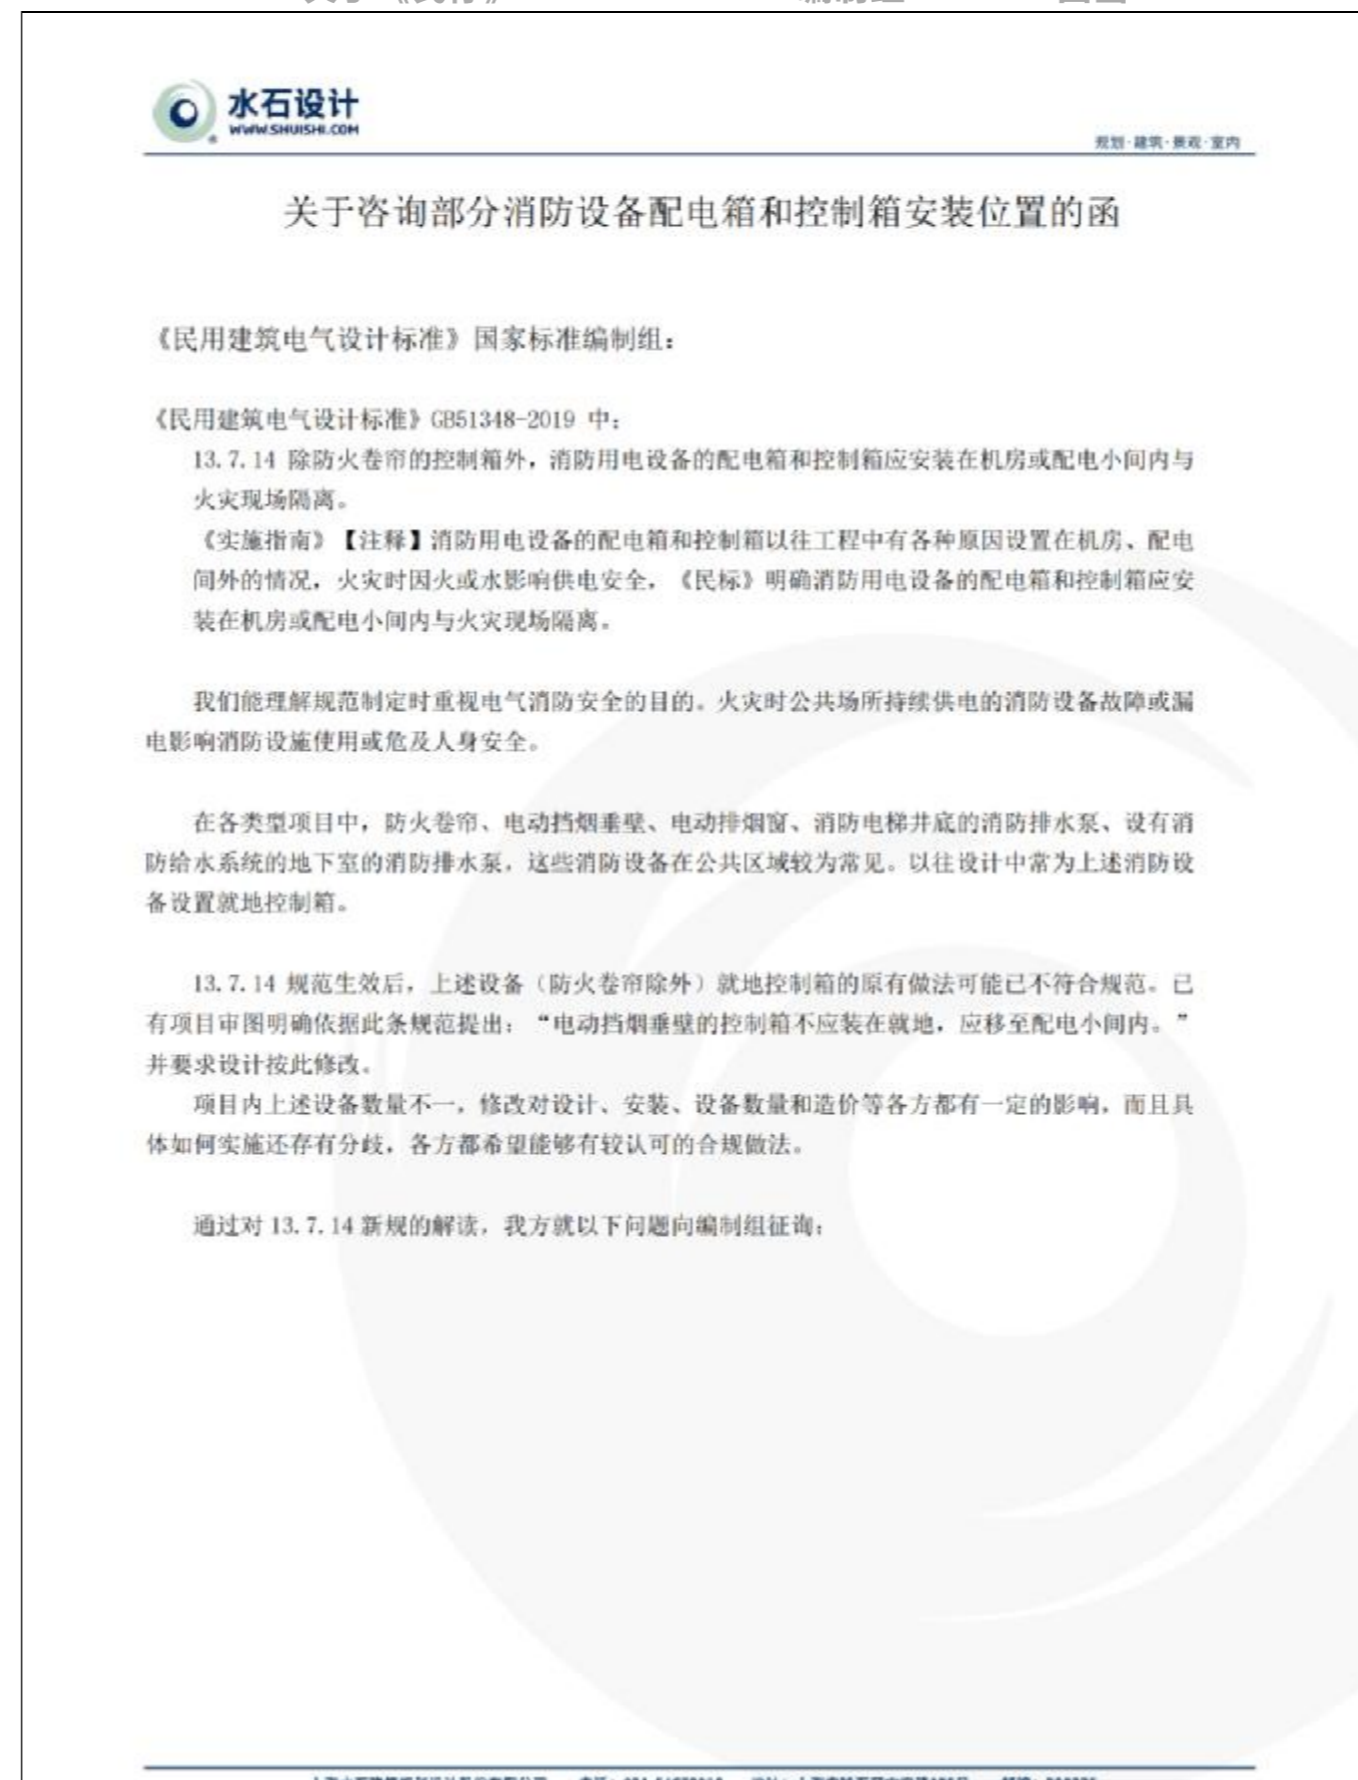 水石设计
WWW.SHUISHI.COM
规划·建筑·景观·室内
关于咨询部分消防设备配电箱和控制箱安装位置的函
《民用建筑电气设计标准》国家标准编制组：
《民用建筑电气设计标准》GB51348-2019 中：
13.7.14 除防火卷帘的控制箱外，消防用电设备的配电箱和控制箱应安装在机房或配电小间内与
火灾现场隔离。
《实施指南》【注释】消防用电设备的配电箱和控制箱以往工程中有各种原因设置在机房、配电
间外的情况，火灾时因火或水影响供电安全，《民标》明确消防用电设备的配电箱和控制箱应安
装在机房或配电小间内与火灾现场隔离。
我们能理解规范制定时重视电气消防安全的目的。火灾时公共场所持续供电的消防设备故障或漏
电影响消防设施使用或危及人身安全。
在各类型项目中，防火卷帘、电动挡烟垂壁、电动排烟窗、消防电梯井底的消防排水泵、设有消
防给水系统的地下室的消防排水泵，这些消防设备在公共区域较为常见。以往设计中常为上述消防设
备设置就地控制箱。
13.7.14 规范生效后，上述设备（防火卷帘除外）就地控制箱的原有做法可能已不符合规范。已
有项目审图明确依据此条规范提出：“电动挡烟垂壁的控制箱不应装在就地，应移至配电小间内。”
并要求设计按此修改。
项目内上述设备数量不一，修改对设计、安装、设备数量和造价等各方都有一定的影响，而且具
体如何实施还存有分歧，各方都希望能够有较认可的合规做法。
通过对 13.7.14 新规的解读，我方就以下问题向编制组征询：